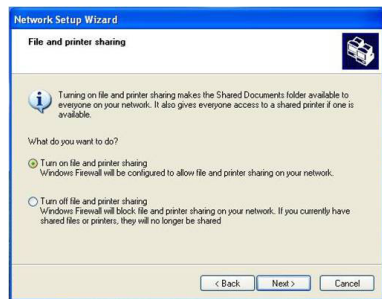 Network Setup Wizard
File and printer sharing
Turning on file and printer sharing makes the Shared Documents folder available to
everyone on your network. It also gives everyone access to a shared printer if one is
available.
What do you want to do?
Turn on file and printer sharing
Windows Firewall will be configured to allow file and printer sharing on your network.
Turn off file and printer sharing
Windows Firewall will block file and printer sharing on your network. If you currently have
shared files or printers, they will no longer be shared
< Back
Next >
Cancel